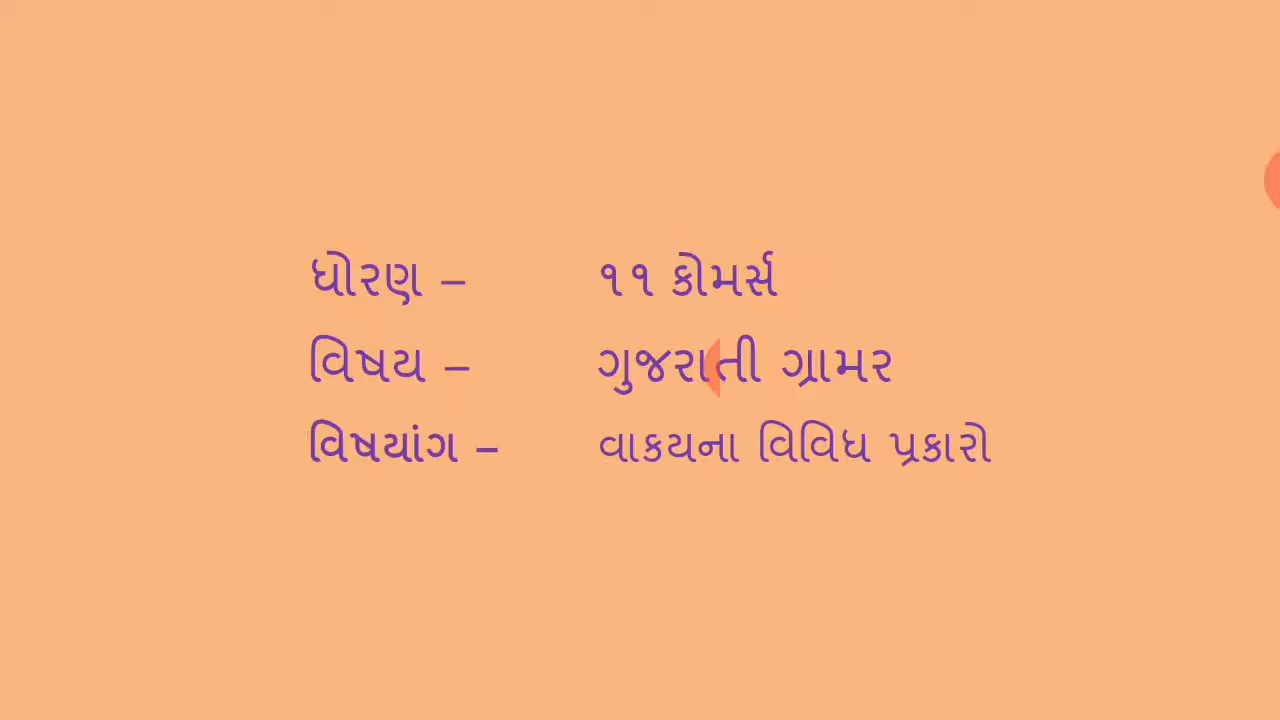 ધોરણ – ૧૧ કોમર્સ
વિષય – ગુજરાતી ગ્રામર
વિષયાંગ – વાકયના વિવિધ પ્રકારો